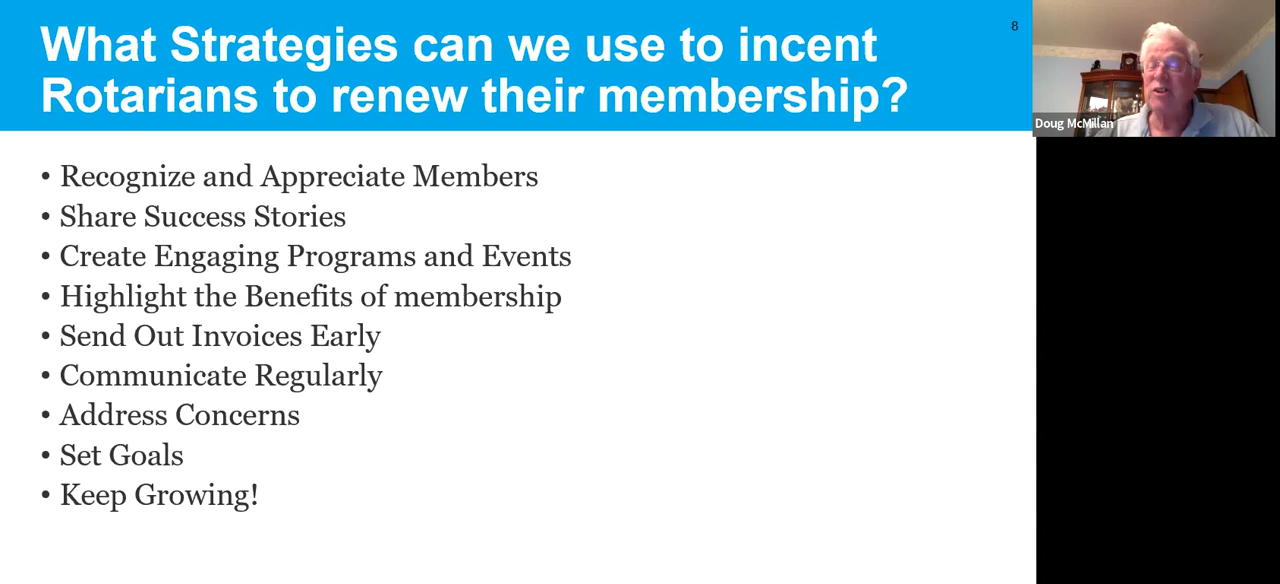 What Strategies can we use to incent
Rotarians to renew their membership?
8
Doug McMillan
• Recognize and Appreciate Members
• Share Success Stories
• Create Engaging Programs and Events
• Highlight the Benefits of membership
• Send Out Invoices Early
• Communicate Regularly
• Address Concerns
• Set Goals
• Keep Growing!